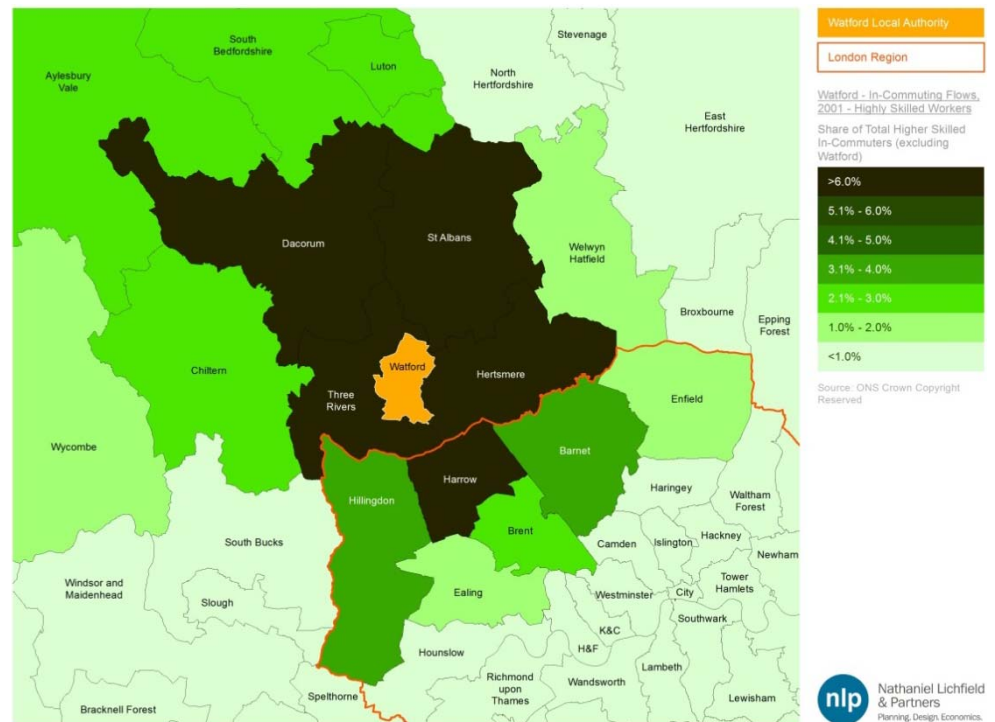 Stevenage
South
Bedfordshire
Luton
North
Hertfordshire
Aylesbury
Vale
East
Hertfordshire
Dacorum
St Albans
Welwyn
Hatfield
Broxbourne
Epping
Forest
Chiltern
Watford
Three
Rivers
Hertsmere
Enfield
Wycombe
Barnet
Harrow
Hillingdon
Haringey
Waltham
Forest
South Bucks
Brent
Camden
Islington
Hackney
Newham
Windsor and
Maidenhead
Slough
Ealing
Westminster
City
Tower
Hamlets
Southwark
K&C
Hounslow
H&F
Lambeth
Richmond
upon
Thames
Wandsworth
Spelthorne
Lewisham
Bracknell Forest
Watford Local Authority
London Region
Watford - In-Commuting Flows,
2001 - Highly Skilled Workers
Share of Total Higher Skilled
In-Commuters (excluding
Watford)
>6.0%
5.1% - 6.0%
4.1% - 5.0%
3.1% - 4.0%
2.1% - 3.0%
1.0% - 2.0%
<1.0%
Source: ONS Crown Copyright
Reserved
nlp
Nathaniel Lichfield
& Partners
Planning. Design. Economics.